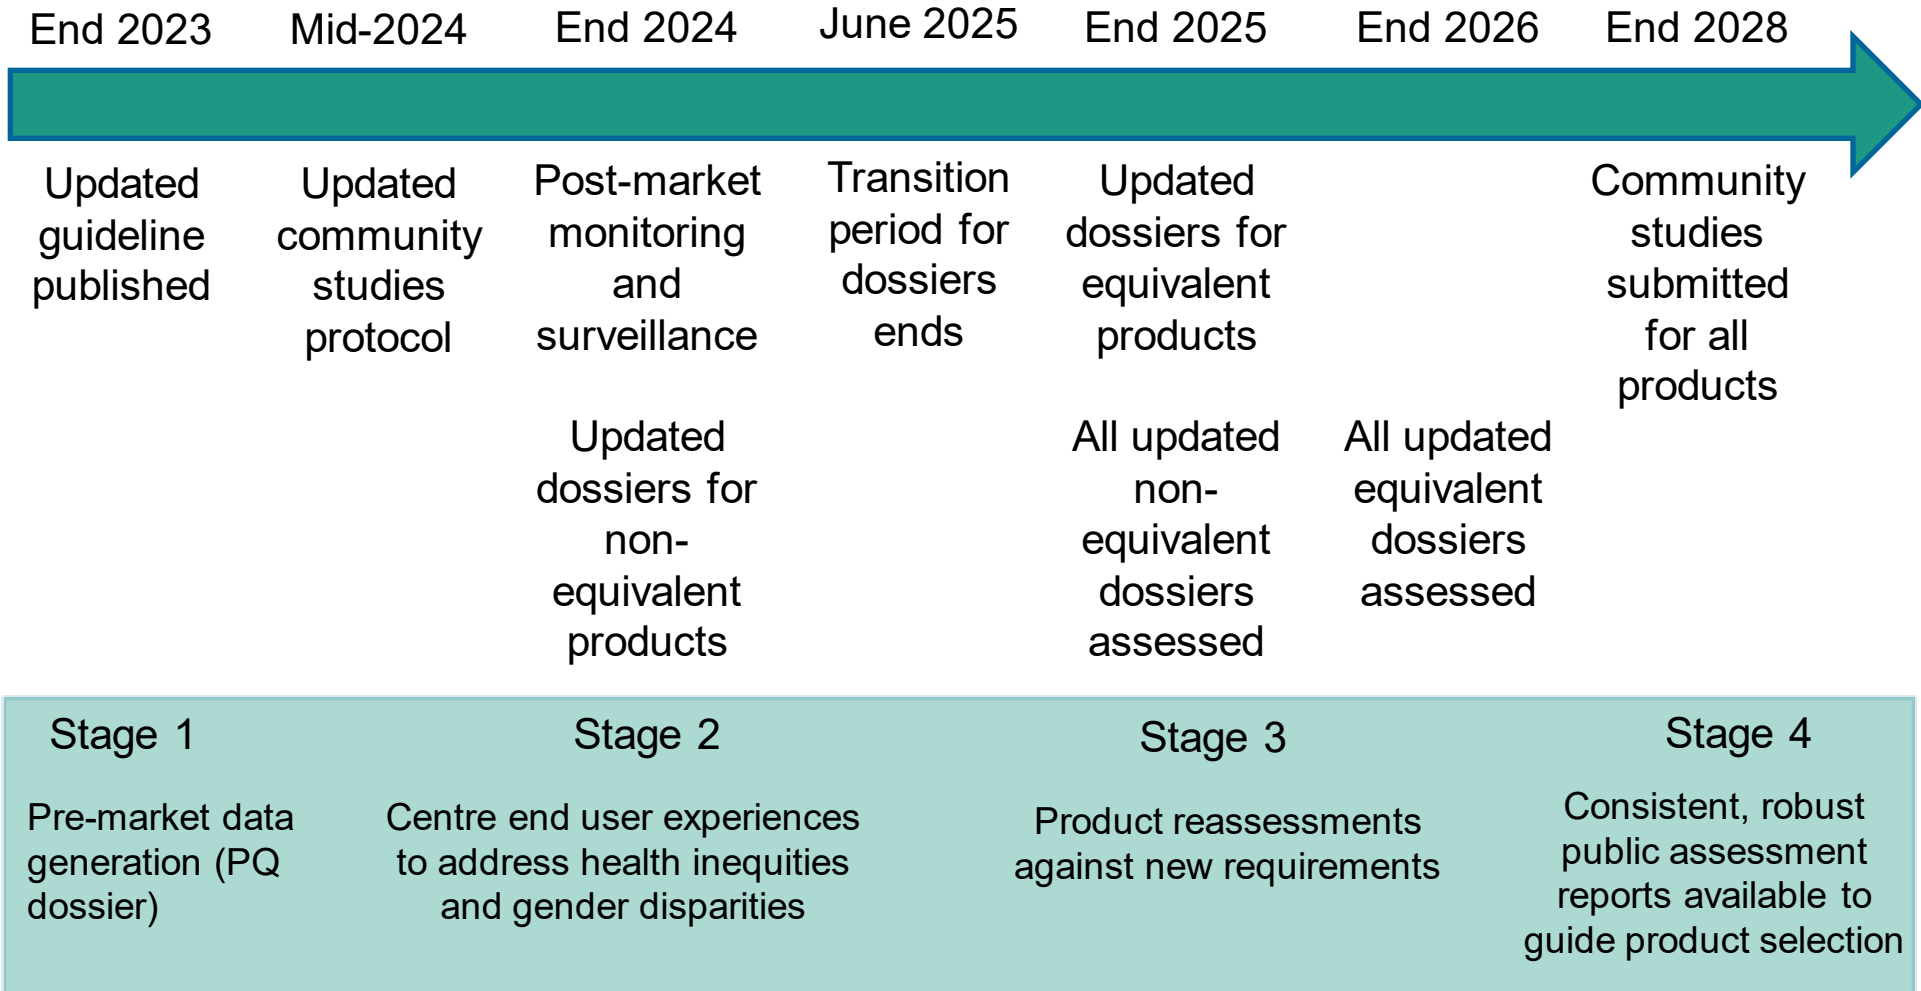 End 2023
Mid-2024
End 2024
June 2025
End 2025
End 2026
End 2028
Updated
guideline
published
Updated
community
studies
protocol
Post-market
monitoring
and
surveillance
Transition
period for
dossiers
ends
Updated
dossiers for
equivalent
products
Community
studies
submitted
for all
products
Updated
dossiers for
non-
equivalent
products
All updated
non-
equivalent
dossiers
assessed
All updated
equivalent
dossiers
assessed
Stage 1
Pre-market data
generation (PQ
dossier)
Stage 2
Centre end user experiences
to address health inequities
and gender disparities
Stage 3
Product reassessments
against new requirements
Stage 4
Consistent, robust
public assessment
reports available to
guide product selection